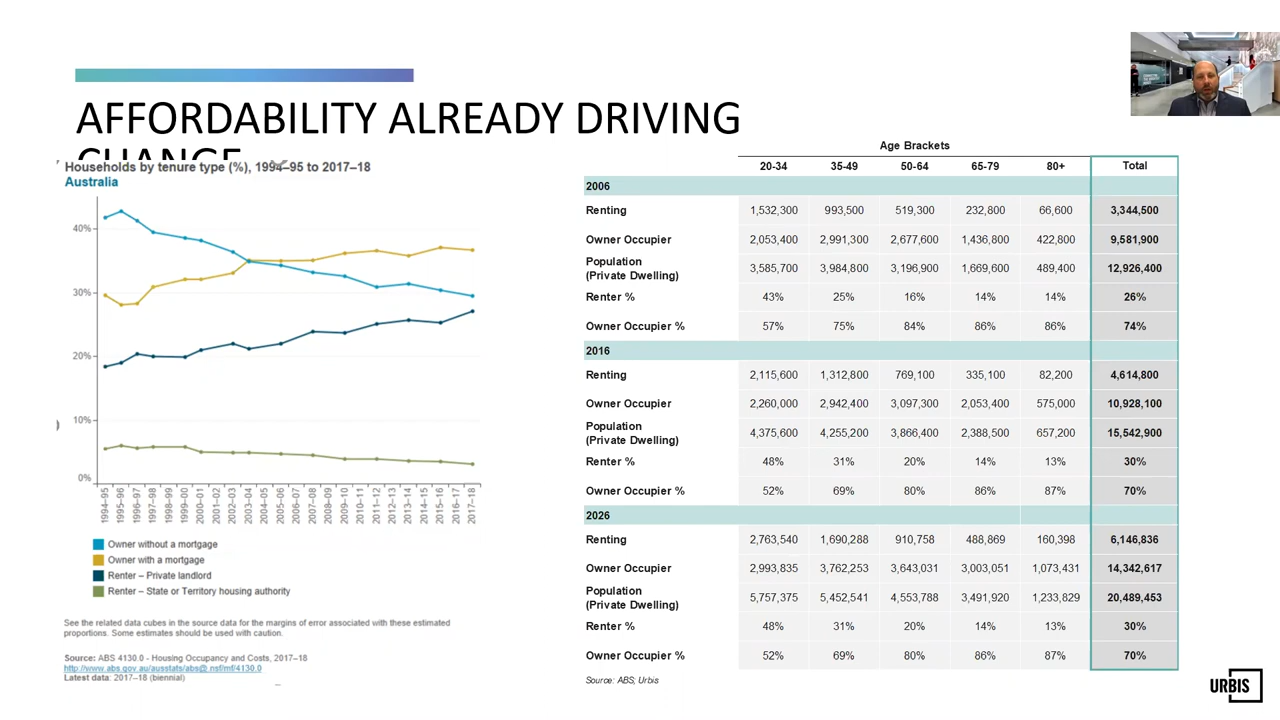 AFFORDABILITY ALREADY DRIVING
CHANGE
Households by tenure type (%), 1994–95 to 2017–18
Australia
40%
30%
20%
10%
0%
1994–95 1995–96 1996–97 1997–98 1998–99 1999–00 2000–01 2001–02 2002–03 2003–04 2004–05 2005–06 2006–07 2007–08 2008–09 2009–10 2010–11 2011–12 2012–13 2013–14 2014–15 2015–16 2016–17 2017–18
Owner without a mortgage
Owner with a mortgage
Renter – Private landlord
Renter – State or Territory housing authority
See the related data cubes in the source data for the margins of error associated with these estimated
proportions. Some estimates should be used with caution.
Source: ABS 4130.0 - Housing Occupancy and Costs, 2017–18
http://www.abs.gov.au/ausstats/abs@.nsf/mf/4130.0
Latest data: 2017–18 (biennial)
Age Brackets
20-34 35-49 50-64 65-79 80+ Total
2006
Renting 1,532,300 993,500 519,300 232,800 66,600 3,344,500
Owner Occupier 2,053,400 2,991,300 2,677,600 1,436,800 422,800 9,581,900
Population
(Private Dwelling) 3,585,700 3,984,800 3,196,900 1,669,600 489,400 12,926,400
Renter % 43% 25% 16% 14% 14% 26%
Owner Occupier % 57% 75% 84% 86% 86% 74%
2016
Renting 2,115,600 1,312,800 769,100 335,100 82,200 4,614,800
Owner Occupier 2,260,000 2,942,400 3,097,300 2,053,400 575,000 10,928,100
Population
(Private Dwelling) 4,375,600 4,255,200 3,866,400 2,388,500 657,200 15,542,900
Renter % 48% 31% 20% 14% 13% 30%
Owner Occupier % 52% 69% 80% 86% 87% 70%
2026
Renting 2,763,540 1,690,288 910,758 488,869 160,398 6,146,836
Owner Occupier 2,993,835 3,762,253 3,643,031 3,003,051 1,073,431 14,342,617
Population
(Private Dwelling) 5,757,375 5,452,541 4,553,788 3,491,920 1,233,829 20,489,453
Renter % 48% 31% 20% 14% 13% 30%
Owner Occupier % 52% 69% 80% 86% 87% 70%
Source: ABS; Urbis
URBIS